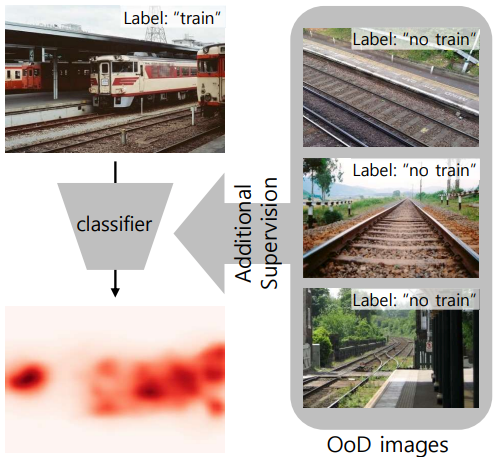 Label: "train"
Label: "no train"
Label: "no train"
Label: "no train"
classifier
Additional
Supervision
OoD images